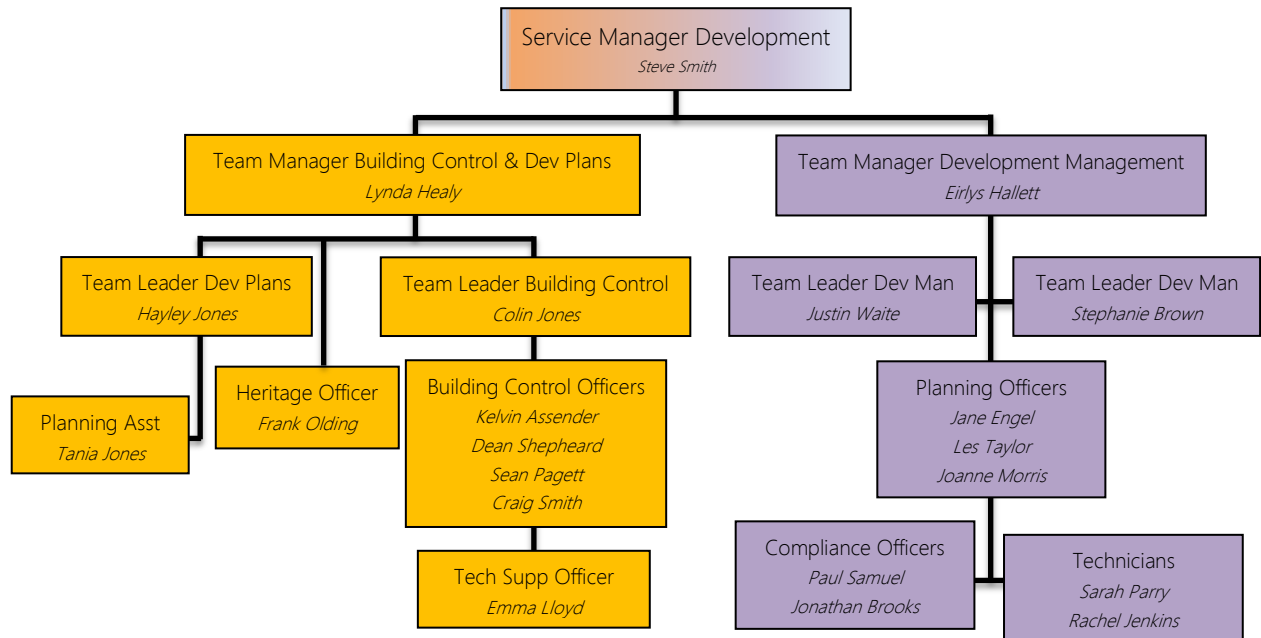 Service Manager Development
Steve Smith
Team Manager Building Control & Dev Plans
Lynda Healy
Team Manager Development Management
Eirlys Hallett
Team Leader Dev Plans
Hayley Jones
Team Leader Building Control
Colin Jones
Team Leader Dev Man
Justin Waite
Team Leader Dev Man
Stephanie Brown
Planning Asst
Tania Jones
Heritage Officer
Frank Olding
Building Control Officers
Kelvin Assender
Dean Shepheard
Sean Pagett
Craig Smith
Planning Officers
Jane Engel
Les Taylor
Joanne Morris
Tech Supp Officer
Emma Lloyd
Compliance Officers
Paul Samuel
Jonathan Brooks
Technicians
Sarah Parry
Rachel Jenkins